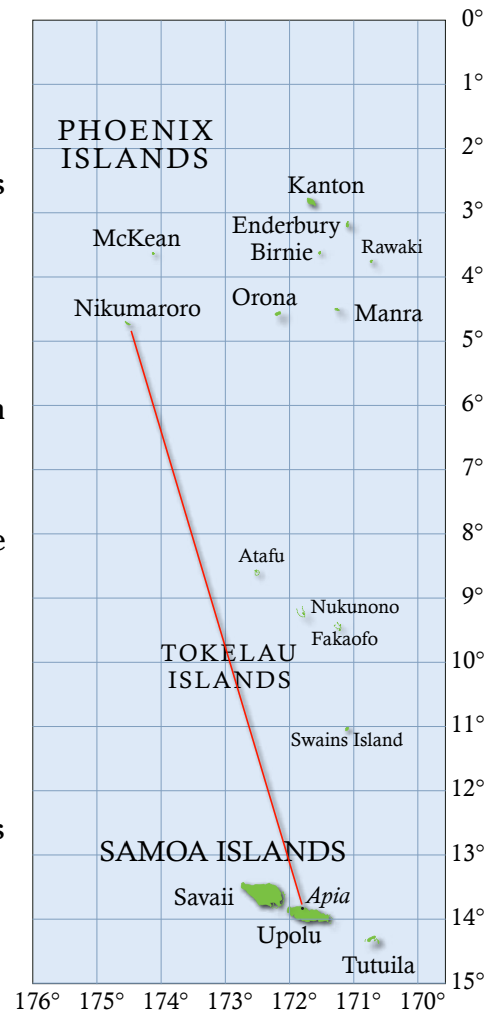 0°
1°
PHOENIX
ISLANDS
2°
s
Kanton
3°
Enderbury
McKean
Birnie
Rawaki
4°
Nikumaroro
Orona
Manra
5°
n
6°
7°
e
8°
Atafu
9°
Nukunono
Fakaofo
TOKELAU
10°
ISLANDS
11°
Swains Island
12°
s
SAMOA ISLANDS
13°
Savaii
Apia
14°
Upolu
Tutuila
15°
176° 175° 174° 173° 172° 171° 170°